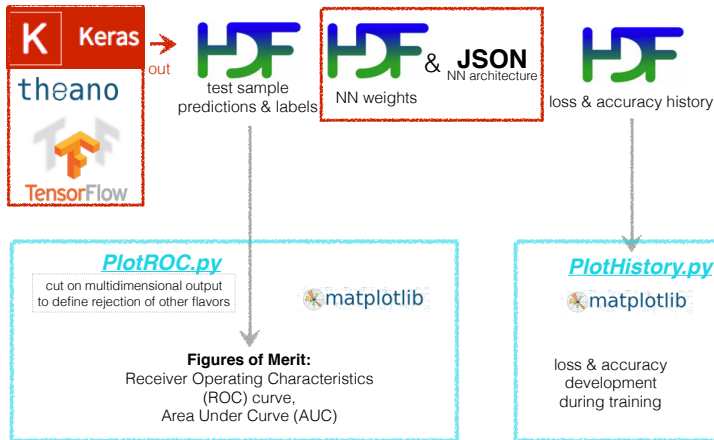 K Keras
out
theano
TensorFlow
HDF
test sample
predictions & labels
HDF & JSON
NN architecture
NN weights
HDF
loss & accuracy history
PlotROC.py
cut on multidimensional output
to define rejection of other flavors
matplotlib
Figures of Merit:
Receiver Operating Characteristics
(ROC) curve,
Area Under Curve (AUC)
PlotHistory.py
matplotlib
loss & accuracy
development
during training